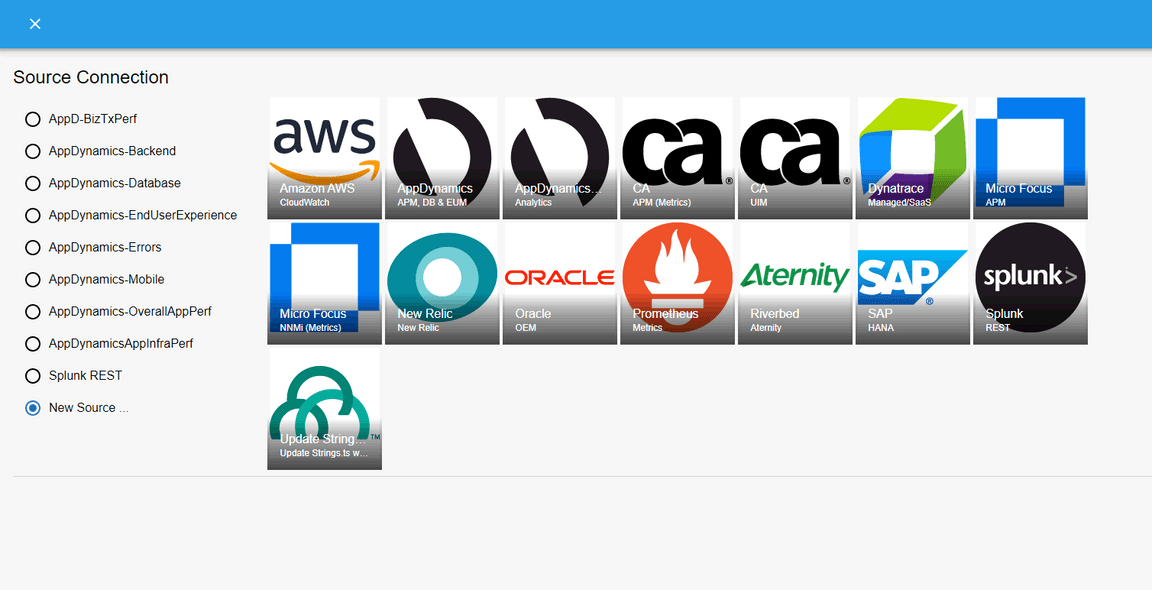 Source Connection
AppD-BizTxPerf
AppDynamics-Backend
AppDynamics-Database
AppDynamics-EndUserExperience
AppDynamics-Errors
AppDynamics-Mobile
AppDynamics-OverallAppPerf
AppDynamicsAppInfraPerf
Splunk REST
New Source ...
aws
Amazon AWS
CloudWatch
AppDynamics
APM, DB & EUM
AppDynamics...
Analytics
ca®
CA
APM (Metrics)
ca®
CA
UIM
Dynatrace
Managed/SaaS
Micro Focus
APM
Micro Focus
NNMi (Metrics)
New Relic
New Relic
ORACLE
Oracle
OEM
Prometheus
Metrics
Aternity
Riverbed
Aternity
SAP®
SAP
HANA
splunk>
Splunk
REST
TM
Update String...
Update Strings.ts w...